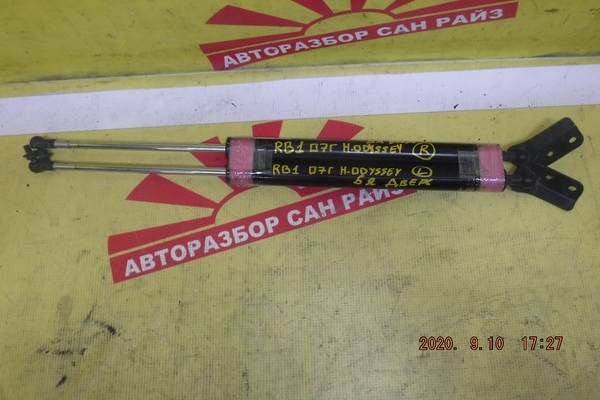 АВТОРАЗБОР САН РАЙЗ
RB1 07Г H.ODYSSEY R
RB1 07Г H.ODYSSEY L
5Я ДВЕРЬ
АВТОРАЗБОР САН РАЙЗ
2020. 9.10 17:27